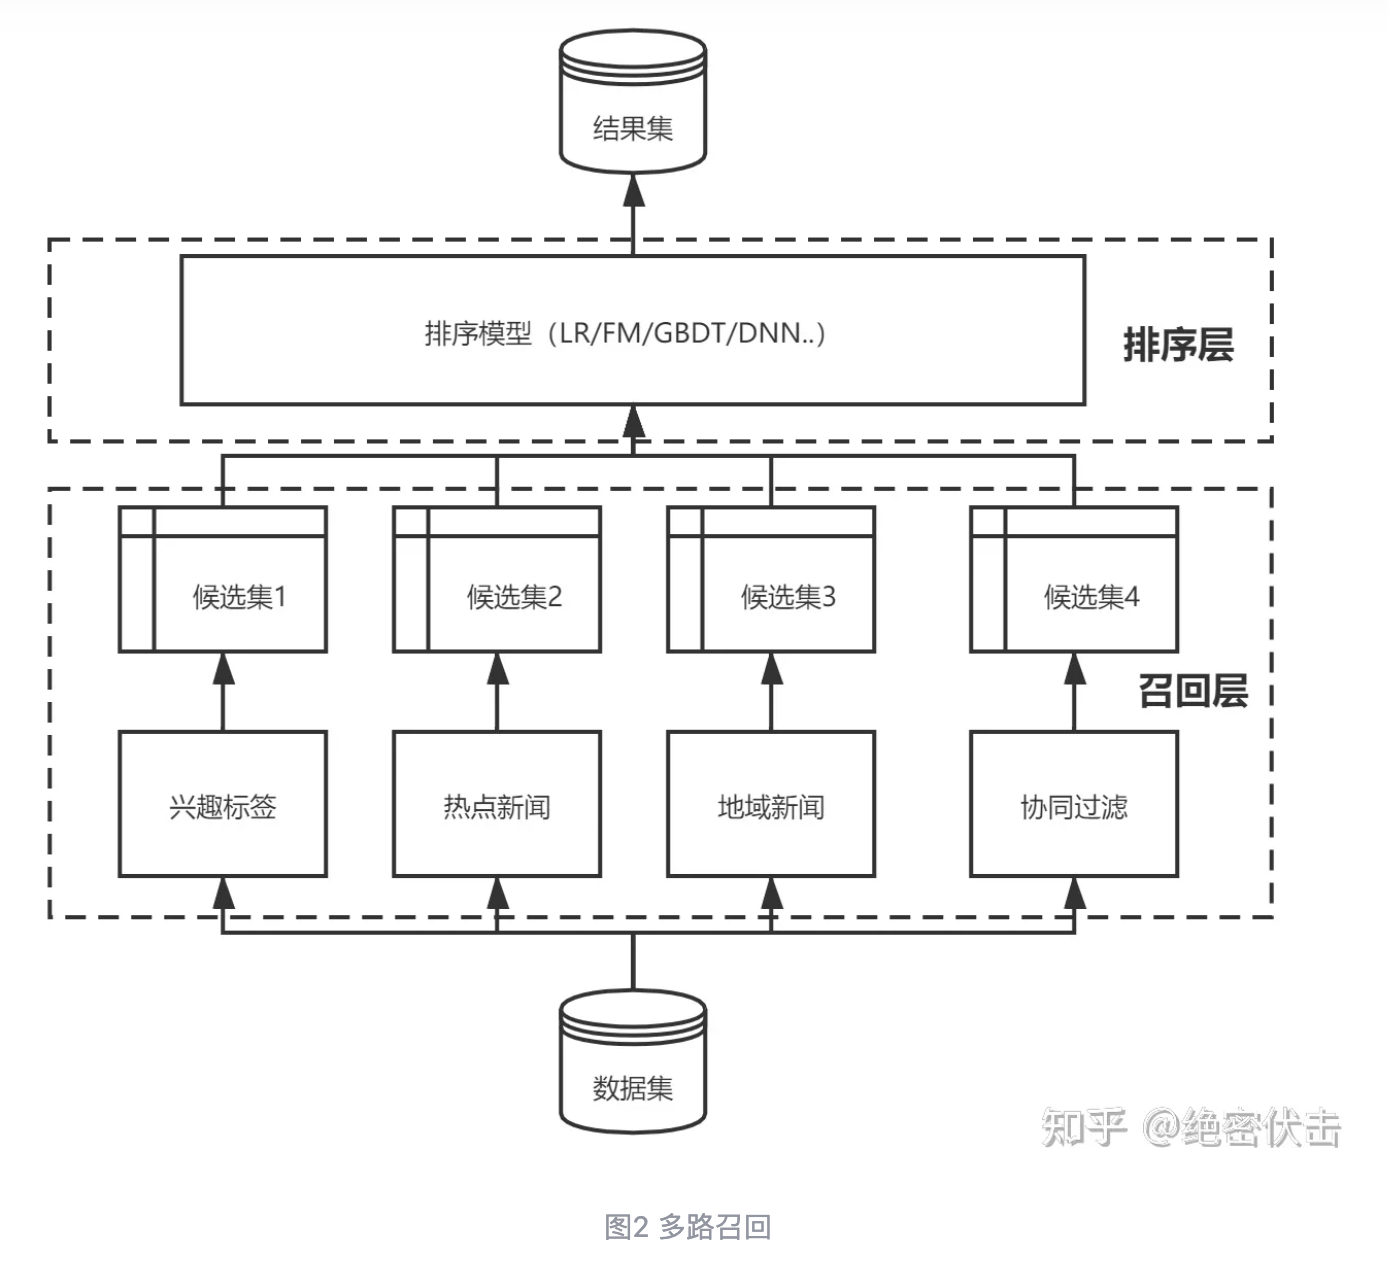 结果集
排序模型（LR/FM/GBDT/DNN..）
排序层
候选集1
候选集2
候选集3
候选集4
召回层
兴趣标签
热点新闻
地域新闻
协同过滤
数据集
知乎 @绝密伏击
图2 多路召回